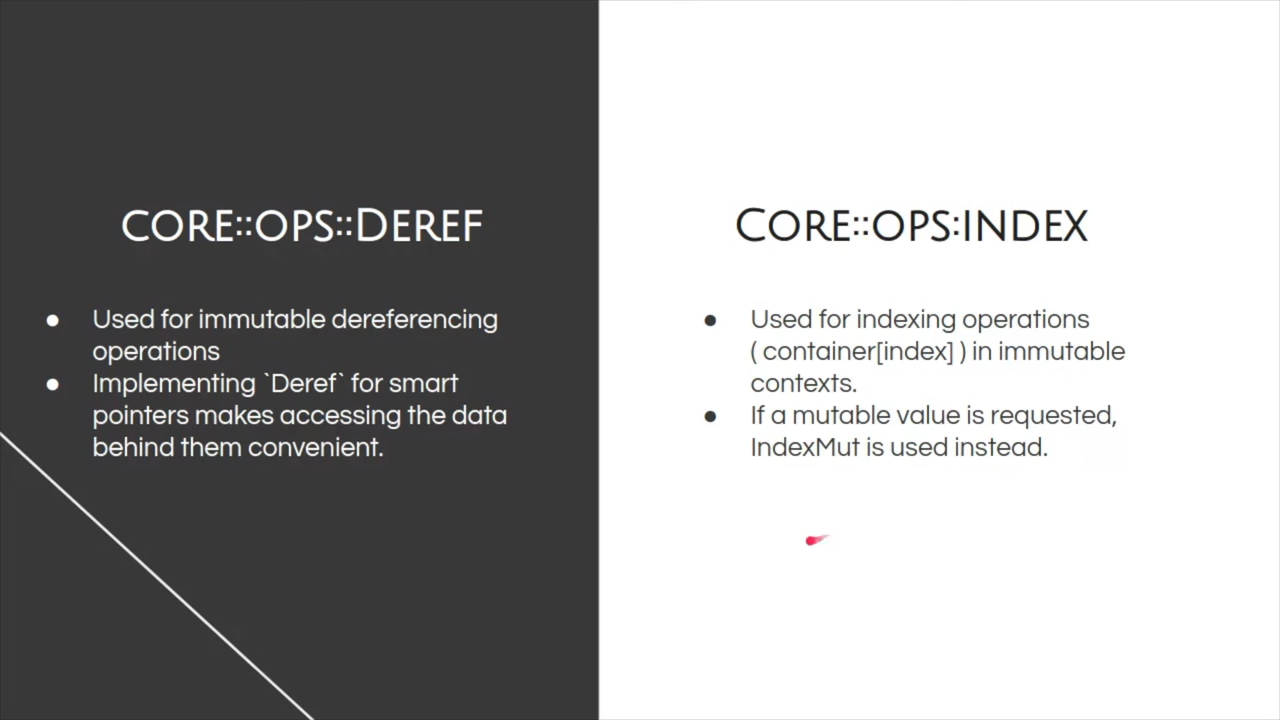 CORE::OPS::DEREF
● Used for immutable dereferencing
operations
● Implementing `Deref` for smart
pointers makes accessing the data
behind them convenient.
CORE::OPS:INDEX
● Used for indexing operations
( container[index] ) in immutable
contexts.
● If a mutable value is requested,
IndexMut is used instead.